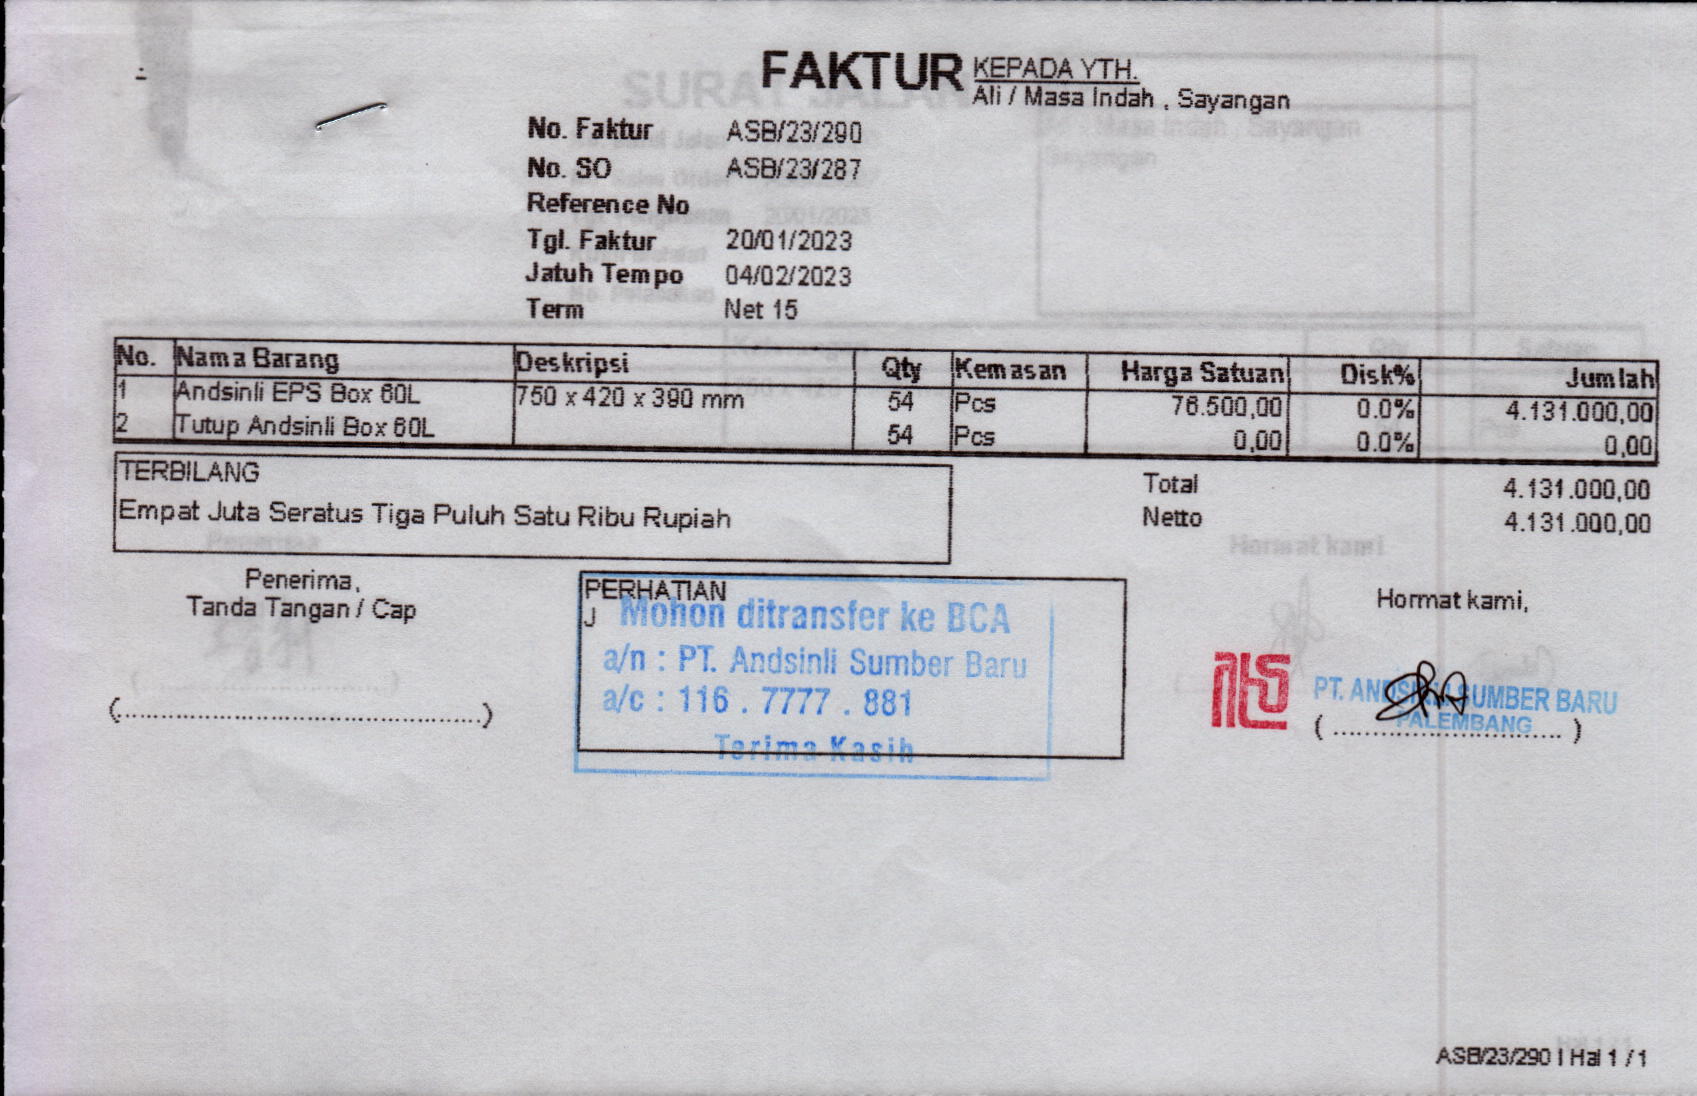 FAKTUR
KEPADA YTH.
Ali / Masa Indah , Sayangan
No. Faktur ASB/23/290
No. SO ASB/23/287
Reference No
Tgl. Faktur 20/01/2023
Jatuh Tempo 04/02/2023
Term Net 15
No. Nama Barang Deskripsi Qty Kemasan Harga Satuan Disk% Jumlah
1 Andsinli EPS Box 60L 750 x 420 x 390 mm 54 Pcs 76.500,00 0.0% 4.131.000,00
2 Tutup Andsinli Box 60L 54 Pcs 0,00 0.0% 0,00
TERBILANG
Empat Juta Seratus Tiga Puluh Satu Ribu Rupiah
Total 4.131.000,00
Netto 4.131.000,00
Penerima,
Tanda Tangan / Cap
(................................................)
PERHATIAN
J
Mohon ditransfer ke BCA
a/n : PT. Andsinli Sumber Baru
a/c : 116 . 7777 . 881
Terima Kasih
Hormat kami,
PT. ANDSINLI SUMBER BARU
PALEMBANG
( ................................ )
ASB/23/290 | Hal 1 / 1